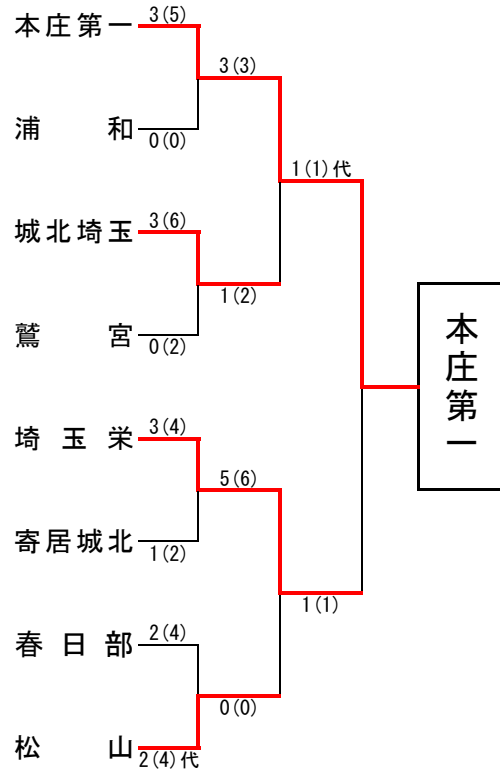 本庄第一
3(5)
3(3)
浦和
0(0)
1(1)代
城北埼玉
3(6)
1(2)
鷲宮
0(2)
本庄第一
埼玉栄
3(4)
5(6)
寄居城北
1(2)
1(1)
春日部
2(4)
0(0)
松山
2(4)代